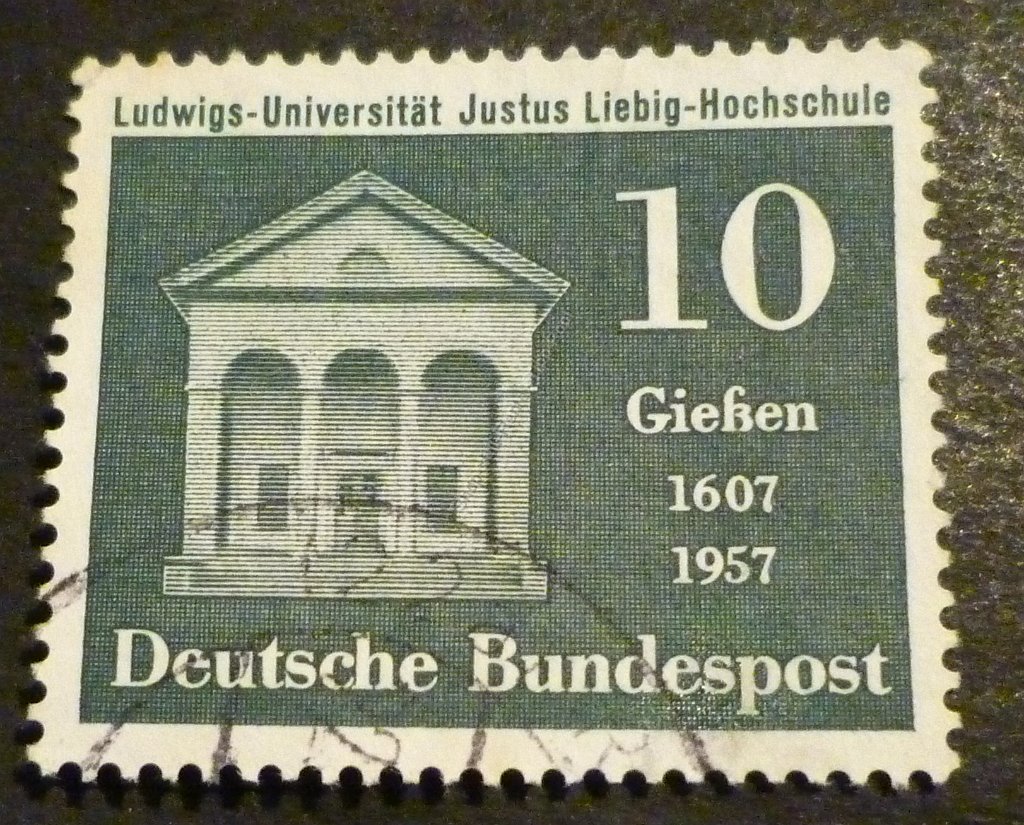 Ludwigs-Universität Justus Liebig-Hochschule
10
Gießen
1607
1957
Deutsche Bundespost